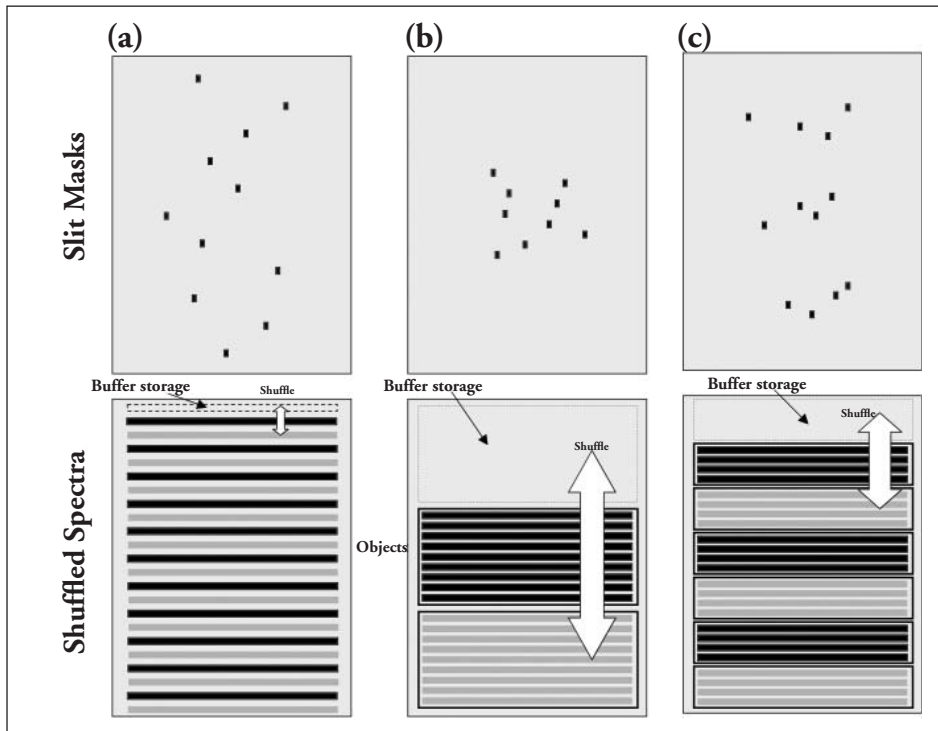 (a)
(b)
(c)
Slit Masks
Buffer storage
Shuffle
Buffer storage
Shuffle
Buffer storage
Shuffle
Objects
Shuffled Spectra